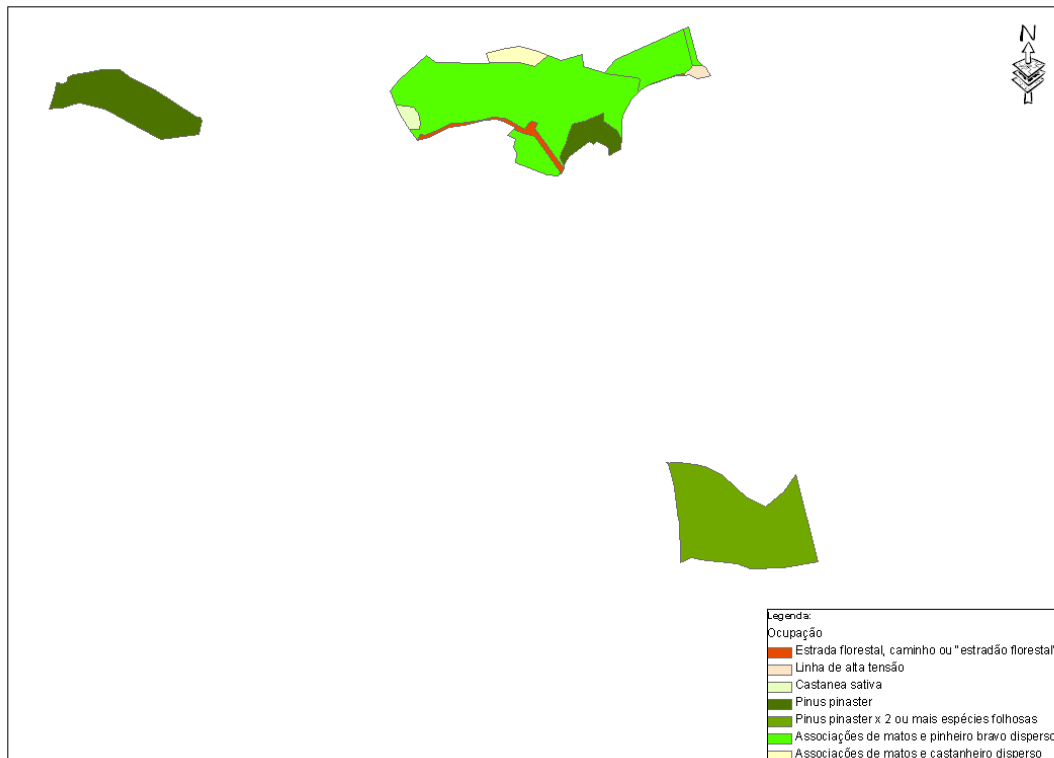 N
Legenda:
Ocupação
Estrada florestal, caminho ou "estradão florestal"
Linha de alta tensão
Castanea sativa
Pinus pinaster
Pinus pinaster x 2 ou mais espécies folhosas
Associações de matos e pinheiro bravo disperso
Associações de matos e castanheiro disperso